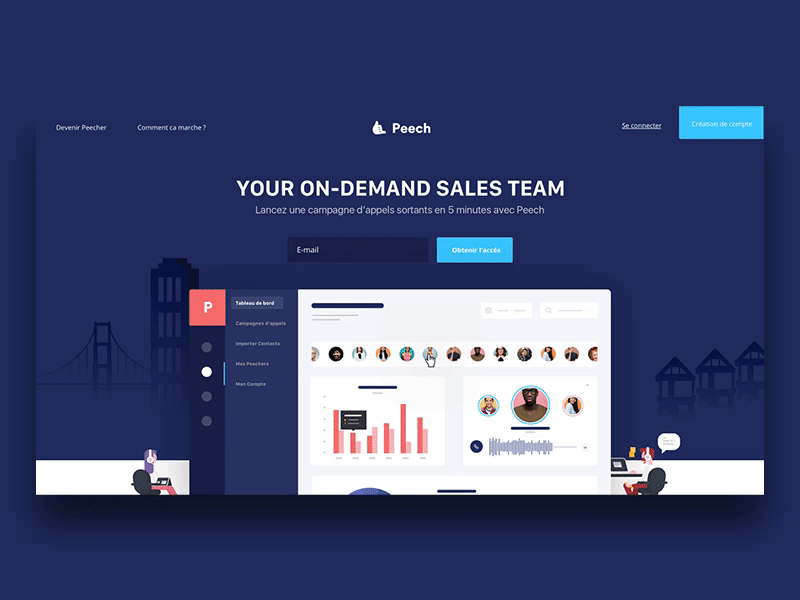 Devenir Peecher
Comment ca marche ?
Peech
Se connecter
Création de compte
YOUR ON-DEMAND SALES TEAM
Lancez une campagne d'appels sortants en 5 minutes avec Peech
E-mail
Obtenir l'accés
P
Tableau de bord
Campagnes d'appels
Importer Contacts
Mes Peechers
Mon Compte